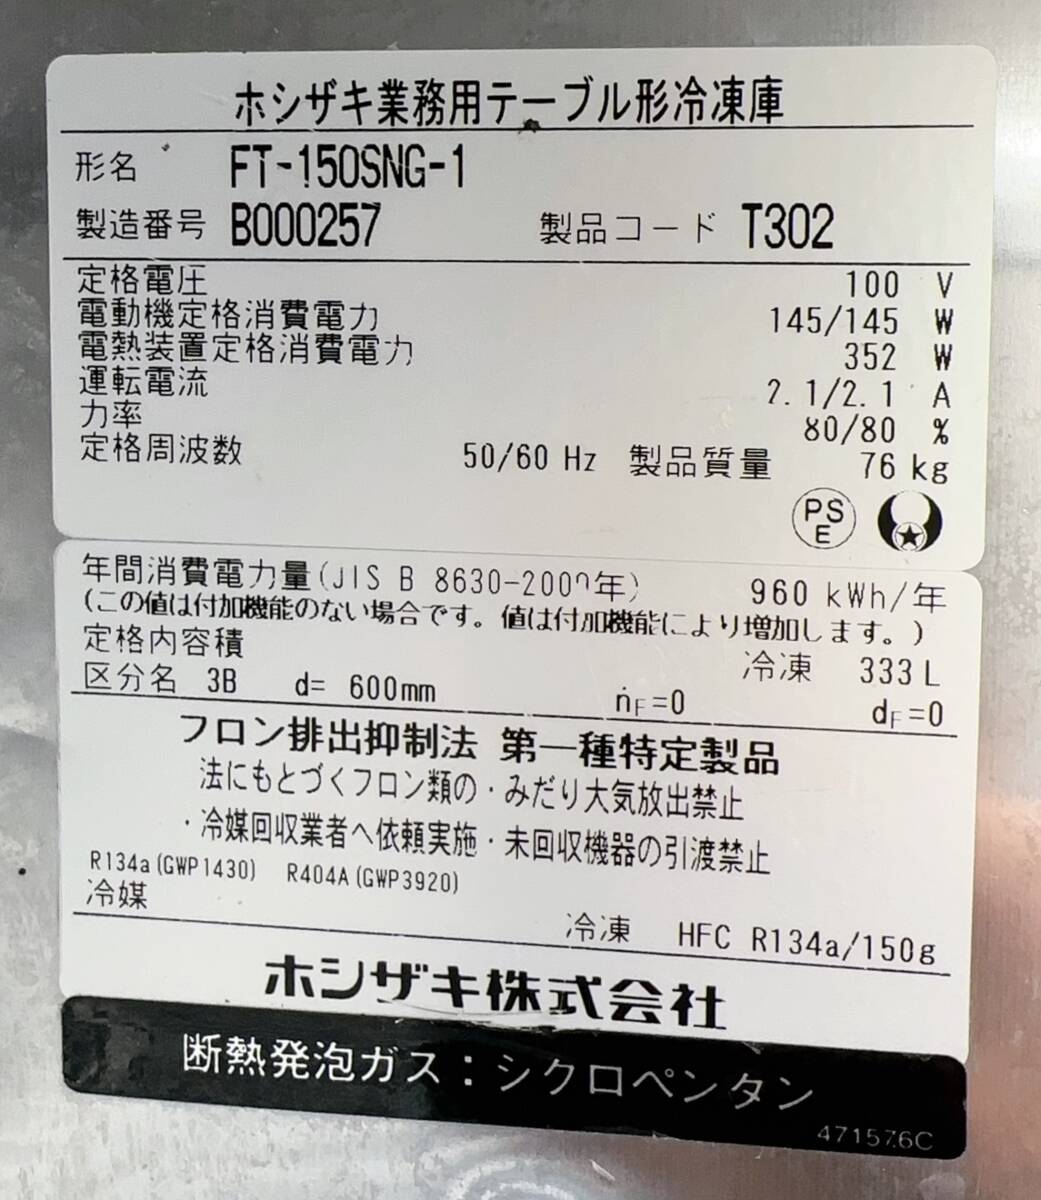 ホシザキ業務用テーブル形冷凍庫
形名 FT-150SNG-1
製造番号 B000257 製品コード T302
定格電圧 100 V
電動機定格消費電力 145/145 W
電熱装置定格消費電力 352 W
運転電流 2.1/2.1 A
力率 80/80 %
定格周波数 50/60 Hz 製品質量 76 kg
PS
E
年間消費電力量(JIS B 8630-2009年) 960 kWh/年
(この値は付加機能のない場合です。値は付加機能により増加します。)
定格内容積 冷凍 333 L
区分名 3B d= 600mm ṅF=0 dF=0
フロン排出抑制法 第一種特定製品
法にもとづくフロン類の・みだり大気放出禁止
・冷媒回収業者へ依頼実施・未回収機器の引渡禁止
R134a(GWP1430) R404A(GWP3920)
冷媒
冷凍 HFC R134a/150g
ホシザキ株式会社
断熱発泡ガス：シクロペンタン
471576C